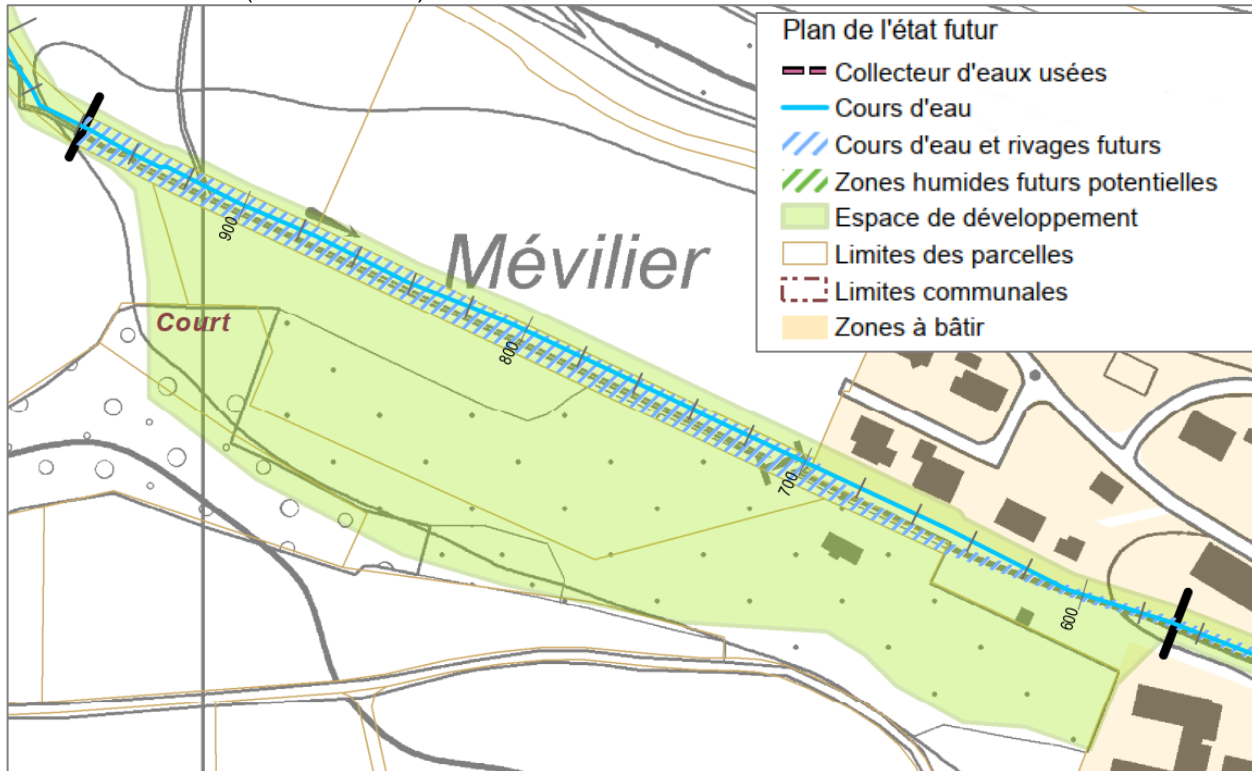 Plan de l'état futur
Collecteur d'eaux usées
Cours d'eau
Cours d'eau et rivages futurs
Zones humides futurs potentielles
Espace de développement
Limites des parcelles
Limites communales
Zones à bâtir
900
Mévilier
Court
800
700
600